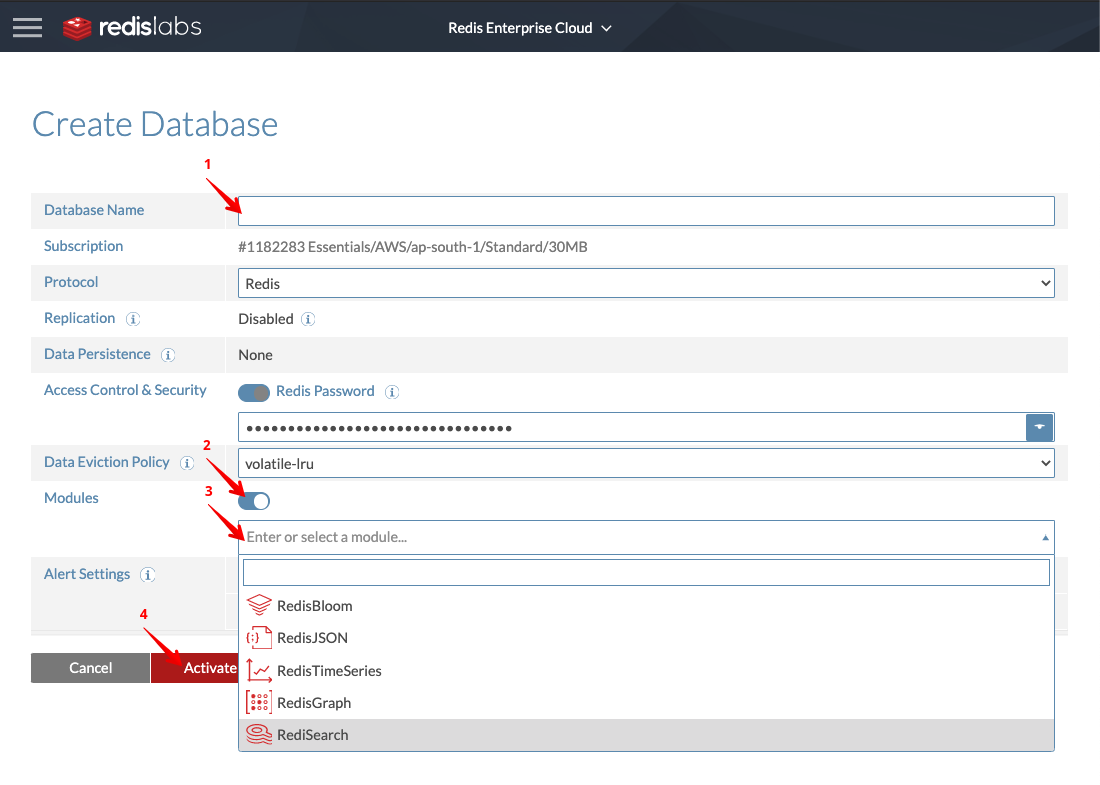 redislabs
Redis Enterprise Cloud
Create Database
1
Database Name
Subscription
#1182283 Essentials/AWS/ap-south-1/Standard/30MB
Protocol
Redis
Replication
Disabled
Data Persistence
None
Access Control & Security
Redis Password
••••••••••••••••••••••••••••••••
2
Data Eviction Policy
volatile-lru
3
Modules
Enter or select a module...
Alert Settings
RedisBloom
4
RedisJSON
Cancel
Activate
RedisTimeSeries
RedisGraph
RediSearch